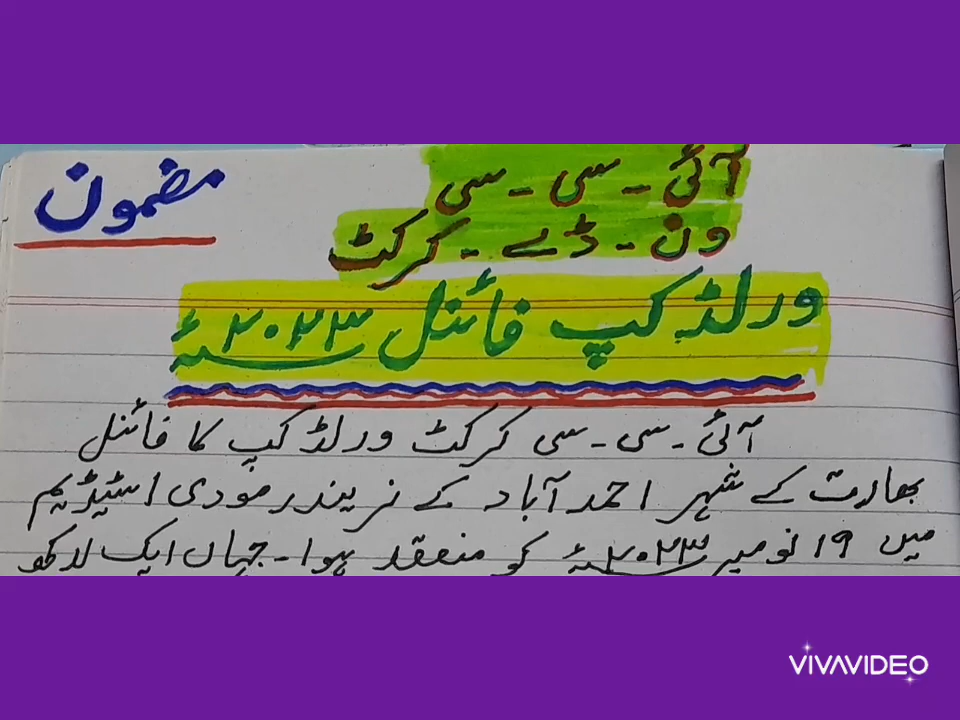 مضمون
آئی - سی - سی
ون - ڈے - کرکٹ
ورلڈ کپ فائنل ۲۰۲۳ء
آئی - سی - سی کرکٹ ورلڈ کپ کا فائنل
بھارت کے شہر احمد آباد کے نریندر مودی اسٹیڈیم
میں ۱۹ نومبر ۲۰۲۳ء کو منعقد ہوا - جہاں ایک لاکھ
VIVAVIDEO